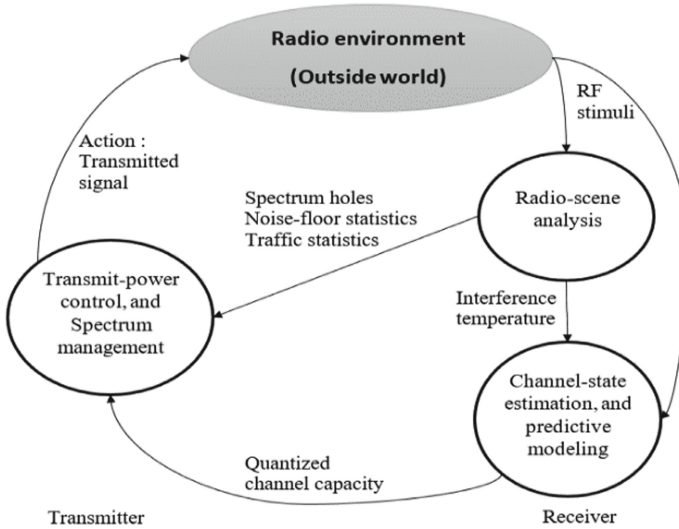 Radio environment
(Outside world)
RF
stimuli
Action :
Transmitted
signal
Radio-scene
analysis
Spectrum holes
Noise-floor statistics
Traffic statistics
Transmit-power
control, and
Spectrum
management
Interference
temperature
Channel-state
estimation, and
predictive
modeling
Quantized
channel capacity
Transmitter
Receiver